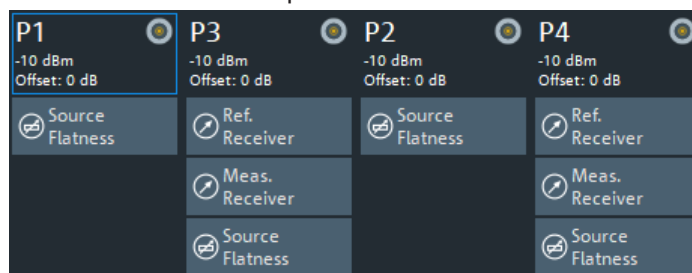 P1
-10 dBm
Offset: 0 dB
Source
Flatness
P3
-10 dBm
Offset: 0 dB
Ref.
Receiver
Meas.
Receiver
Source
Flatness
P2
-10 dBm
Offset: 0 dB
Source
Flatness
P4
-10 dBm
Offset: 0 dB
Ref.
Receiver
Meas.
Receiver
Source
Flatness